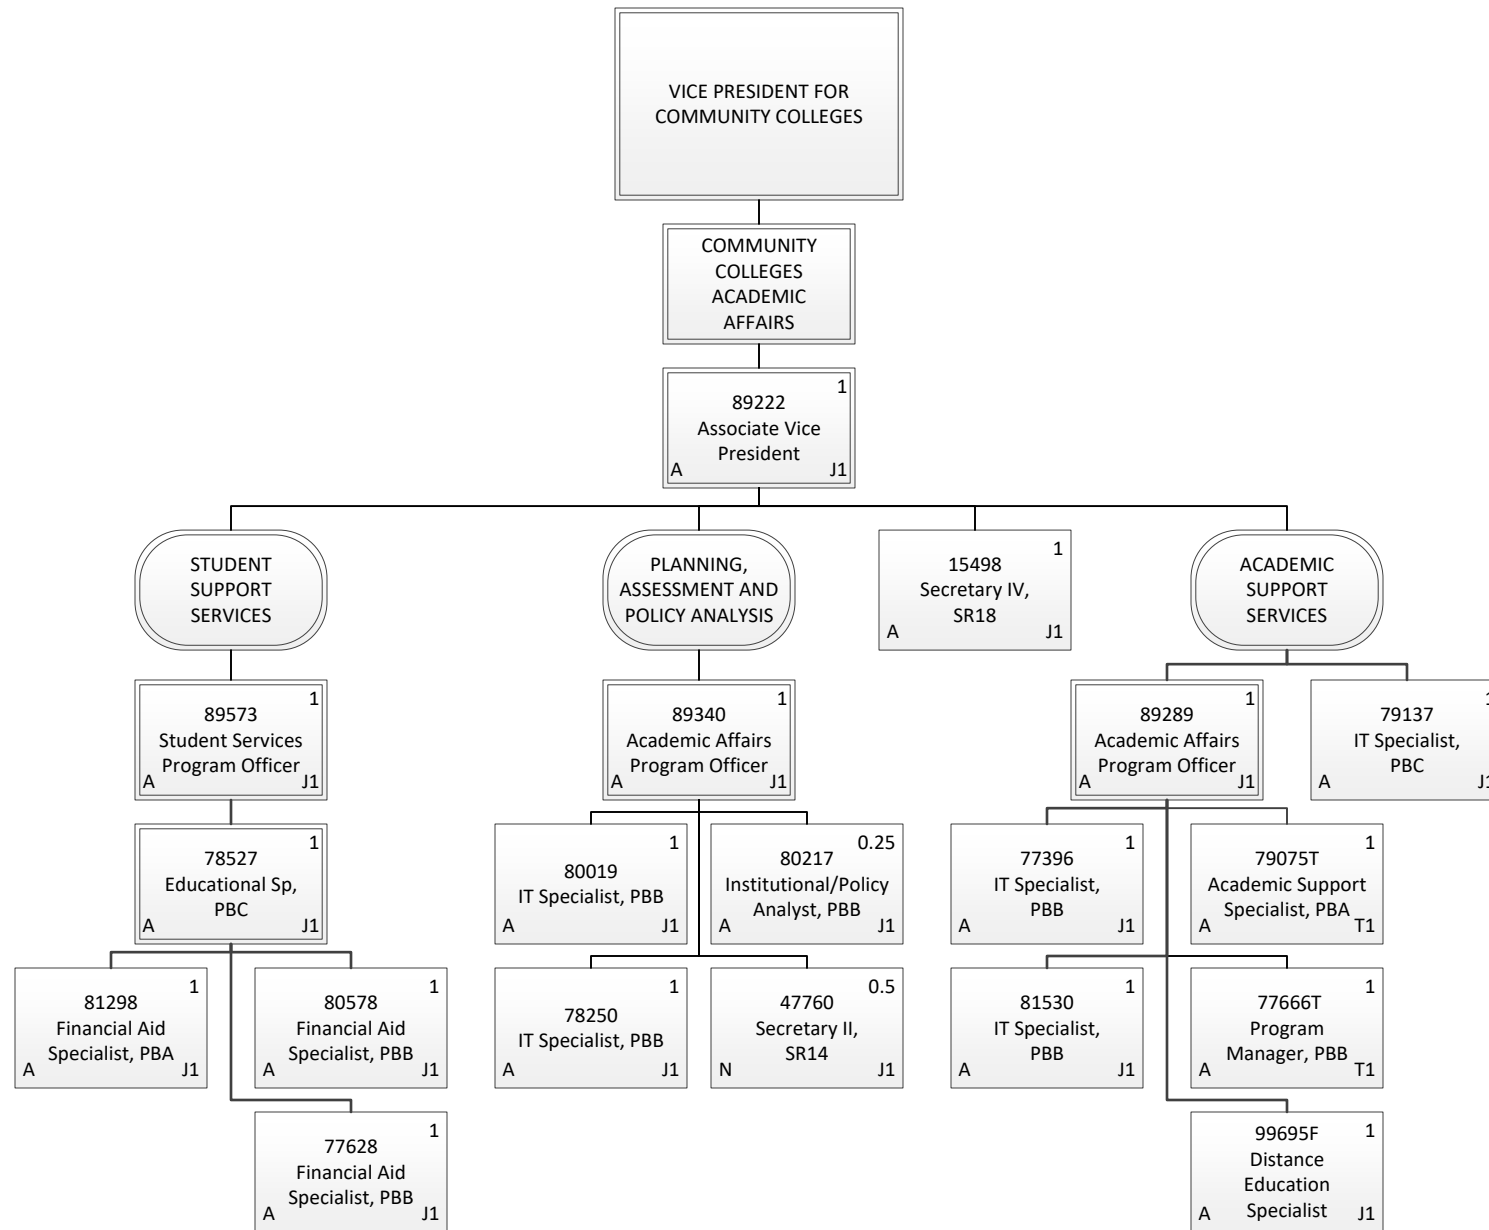 VICE PRESIDENT FOR
COMMUNITY COLLEGES
COMMUNITY
COLLEGES
ACADEMIC
AFFAIRS
1
89222
Associate Vice
President
A J1
STUDENT
SUPPORT
SERVICES
PLANNING,
ASSESSMENT AND
POLICY ANALYSIS
1
15498
Secretary IV,
SR18
A J1
ACADEMIC
SUPPORT
SERVICES
1
89573
Student Services
Program Officer
A J1
1
89340
Academic Affairs
Program Officer
A J1
1
89289
Academic Affairs
Program Officer
A J1
1
79137
IT Specialist,
PBC
A J1
1
78527
Educational Sp,
PBC
A J1
1
80019
IT Specialist, PBB
A J1
0.25
80217
Institutional/Policy
Analyst, PBB
A J1
1
77396
IT Specialist,
PBB
A J1
1
79075T
Academic Support
Specialist, PBA
A T1
1
81298
Financial Aid
Specialist, PBA
A J1
1
80578
Financial Aid
Specialist, PBB
A J1
1
78250
IT Specialist, PBB
A J1
0.5
47760
Secretary II,
SR14
N J1
1
81530
IT Specialist,
PBB
A J1
1
77666T
Program
Manager, PBB
A T1
1
77628
Financial Aid
Specialist, PBB
A J1
1
99695F
Distance
Education
Specialist
A J1